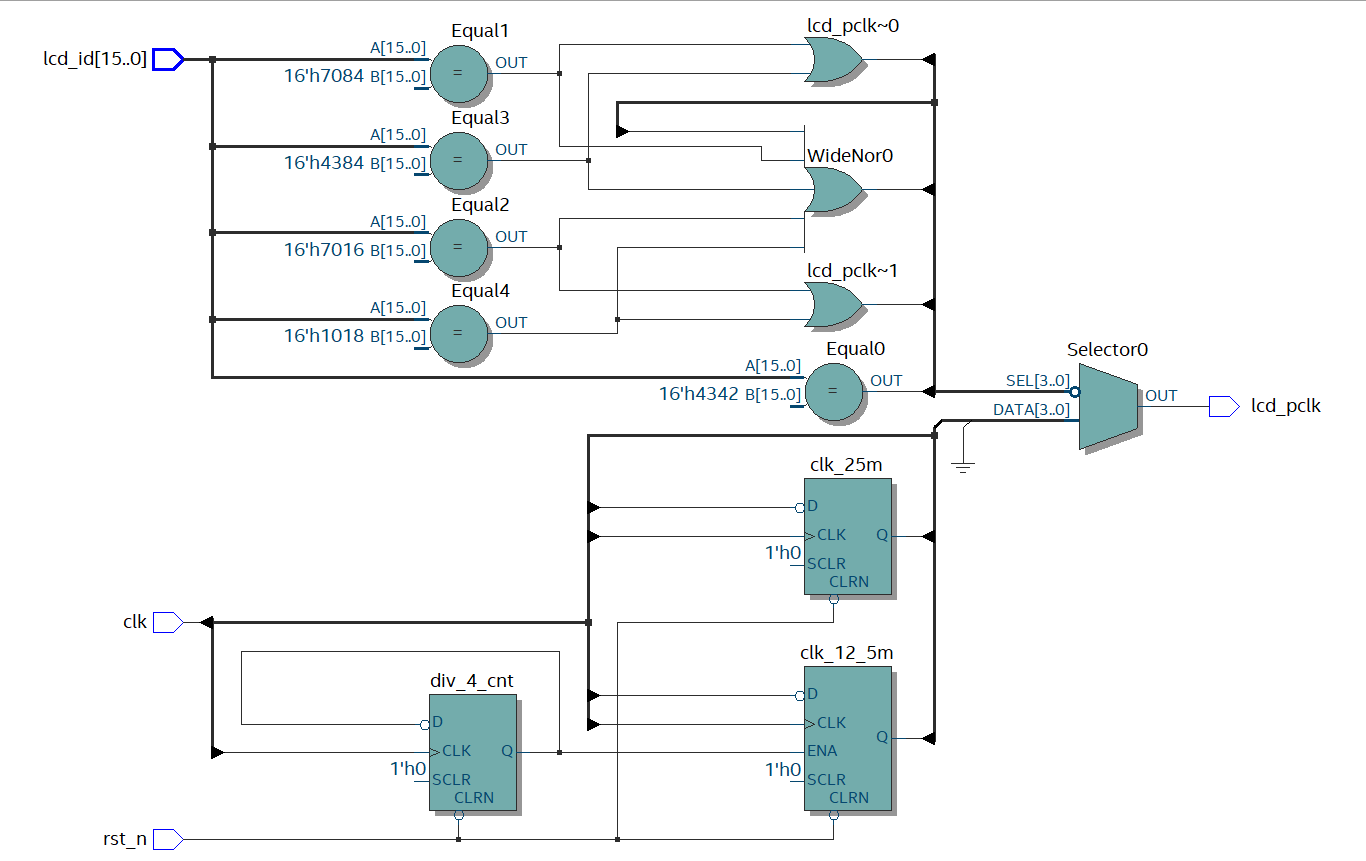 lcd_id[15..0]
Equal1
A[15..0]
16'h7084 B[15..0]
=
OUT
Equal3
A[15..0]
16'h4384 B[15..0]
=
OUT
Equal2
A[15..0]
16'h7016 B[15..0]
=
OUT
Equal4
A[15..0]
16'h1018 B[15..0]
=
OUT
lcd_pclk~0
WideNor0
lcd_pclk~1
Equal0
A[15..0]
16'h4342 B[15..0]
=
OUT
Selector0
SEL[3..0]
DATA[3..0]
OUT
lcd_pclk
clk_25m
D
CLK
Q
1'h0
SCLR
CLRN
clk
clk_12_5m
D
CLK
Q
ENA
1'h0
SCLR
CLRN
div_4_cnt
D
CLK
Q
1'h0
SCLR
CLRN
rst_n